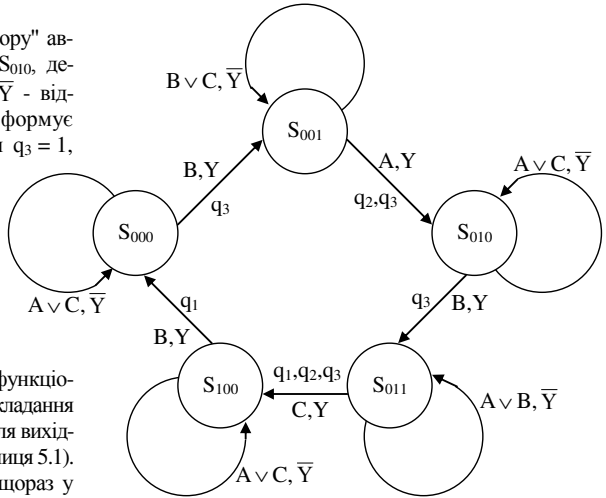 ору" ав-
S₀₁₀, де-
Y̅ - від-
формує
и q₃ = 1,
B ∨ C, Y̅
S₀₀₁
B,Y
q₃
A,Y
q₂,q₃
A ∨ C, Y̅
S₀₀₀
S₀₁₀
A ∨ C, Y̅
q₁
B,Y
q₃
B,Y
S₁₀₀
q₁,q₂,q₃
C,Y
S₀₁₁
A ∨ B, Y̅
A ∨ C, Y̅
функціо-
кладання
ля вихід-
ниця 5.1).
щораз у